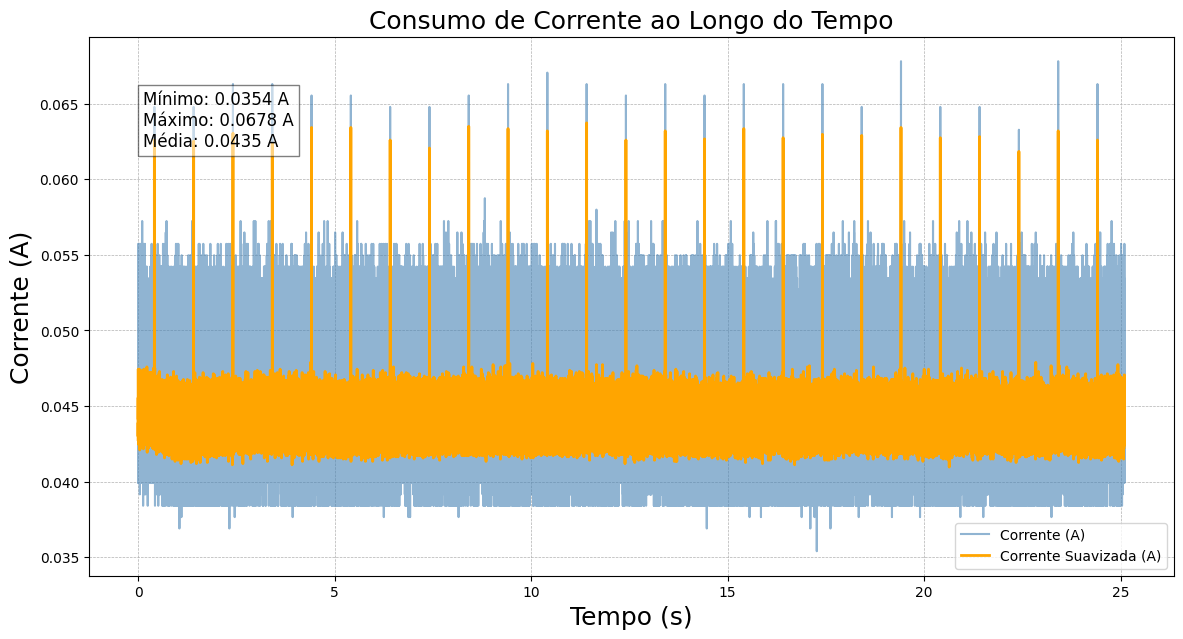 Consumo de Corrente ao Longo do Tempo
Mínimo: 0.0354 A
Máximo: 0.0678 A
Média: 0.0435 A
Corrente (A)
0.065
0.060
0.055
0.050
0.045
0.040
0.035
Corrente (A)
Corrente Suavizada (A)
0 5 10 15 20 25
Tempo (s)